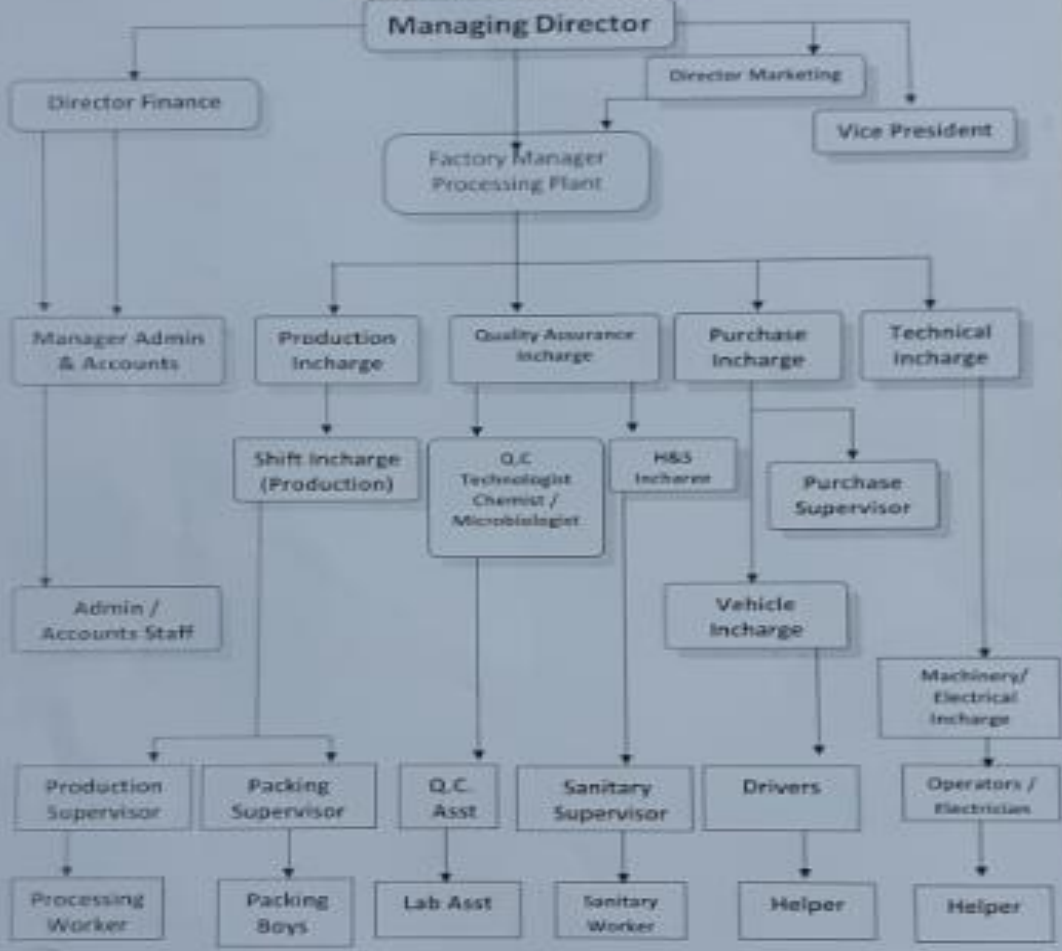 Managing Director
Director Marketing
Director Finance
Vice President
Factory Manager
Processing Plant
Manager Admin
& Accounts
Production
Incharge
Quality Assurance
Incharge
Purchase
Incharge
Technical
Incharge
Shift Incharge
(Production)
Q.C
Technologist
Chemist /
Microbiologist
H&S
Incharge
Purchase
Supervisor
Admin /
Accounts Staff
Vehicle
Incharge
Machinery/
Electrical
Incharge
Production
Supervisor
Packing
Supervisor
Q.C.
Asst
Sanitary
Supervisor
Drivers
Operators /
Electrician
Processing
Worker
Packing
Boys
Lab Asst
Sanitary
Worker
Helper
Helper